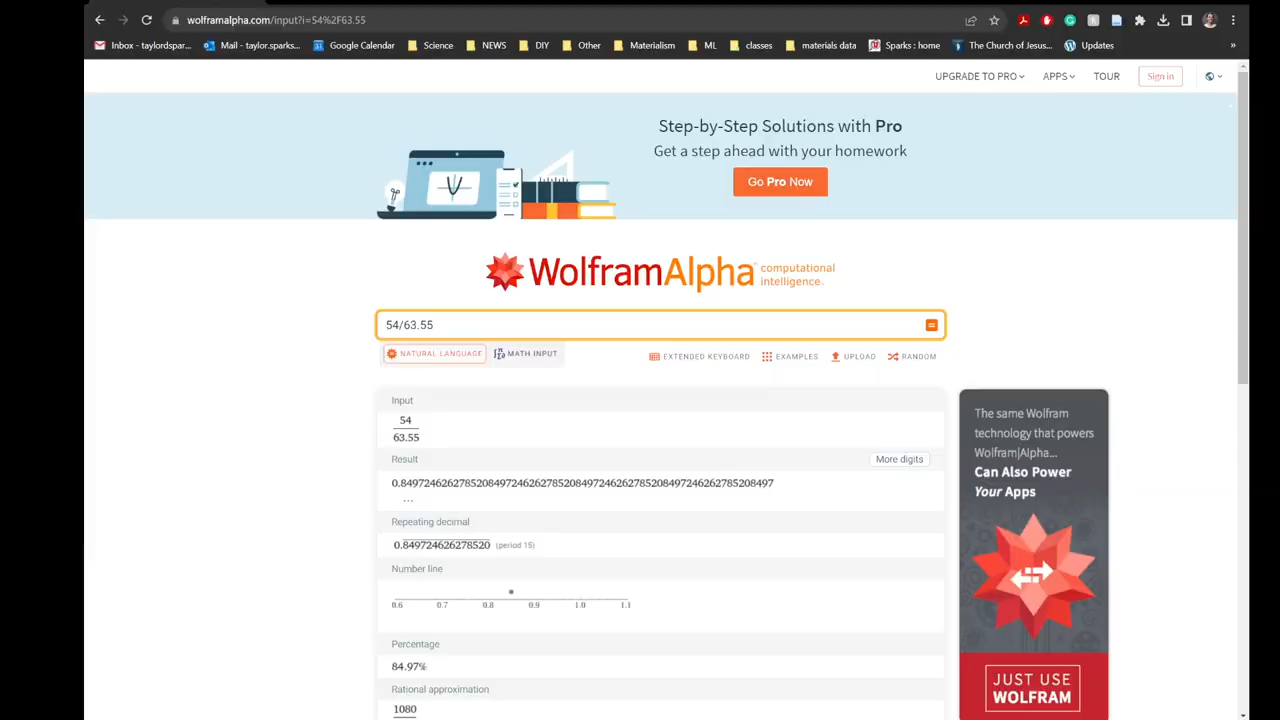 wolframalpha.com/input?i=54%2F63.55
Inbox - taylordspar... Mail - taylor.sparks... Google Calendar Science NEWS DIY Other Materialism ML classes materials data Sparks : home The Church of Jesus... Updates »
UPGRADE TO PRO APPS TOUR Sign in
Step-by-Step Solutions with Pro
Get a step ahead with your homework
Go Pro Now
WolframAlpha computational
intelligence.
54/63.55
NATURAL LANGUAGE MATH INPUT EXTENDED KEYBOARD EXAMPLES UPLOAD RANDOM
Input
54
63.55
Result More digits
0.849724626278520849724626278520849724626278520849724626278520849​7
...
Repeating decimal
0.849724626278520 (period 15)
Number line
0.6 0.7 0.8 0.9 1.0 1.1
Percentage
84.97%
Rational approximation
1080
The same Wolfram
technology that powers
Wolfram|Alpha...
Can Also Power
Your Apps
JUST USE
WOLFRAM